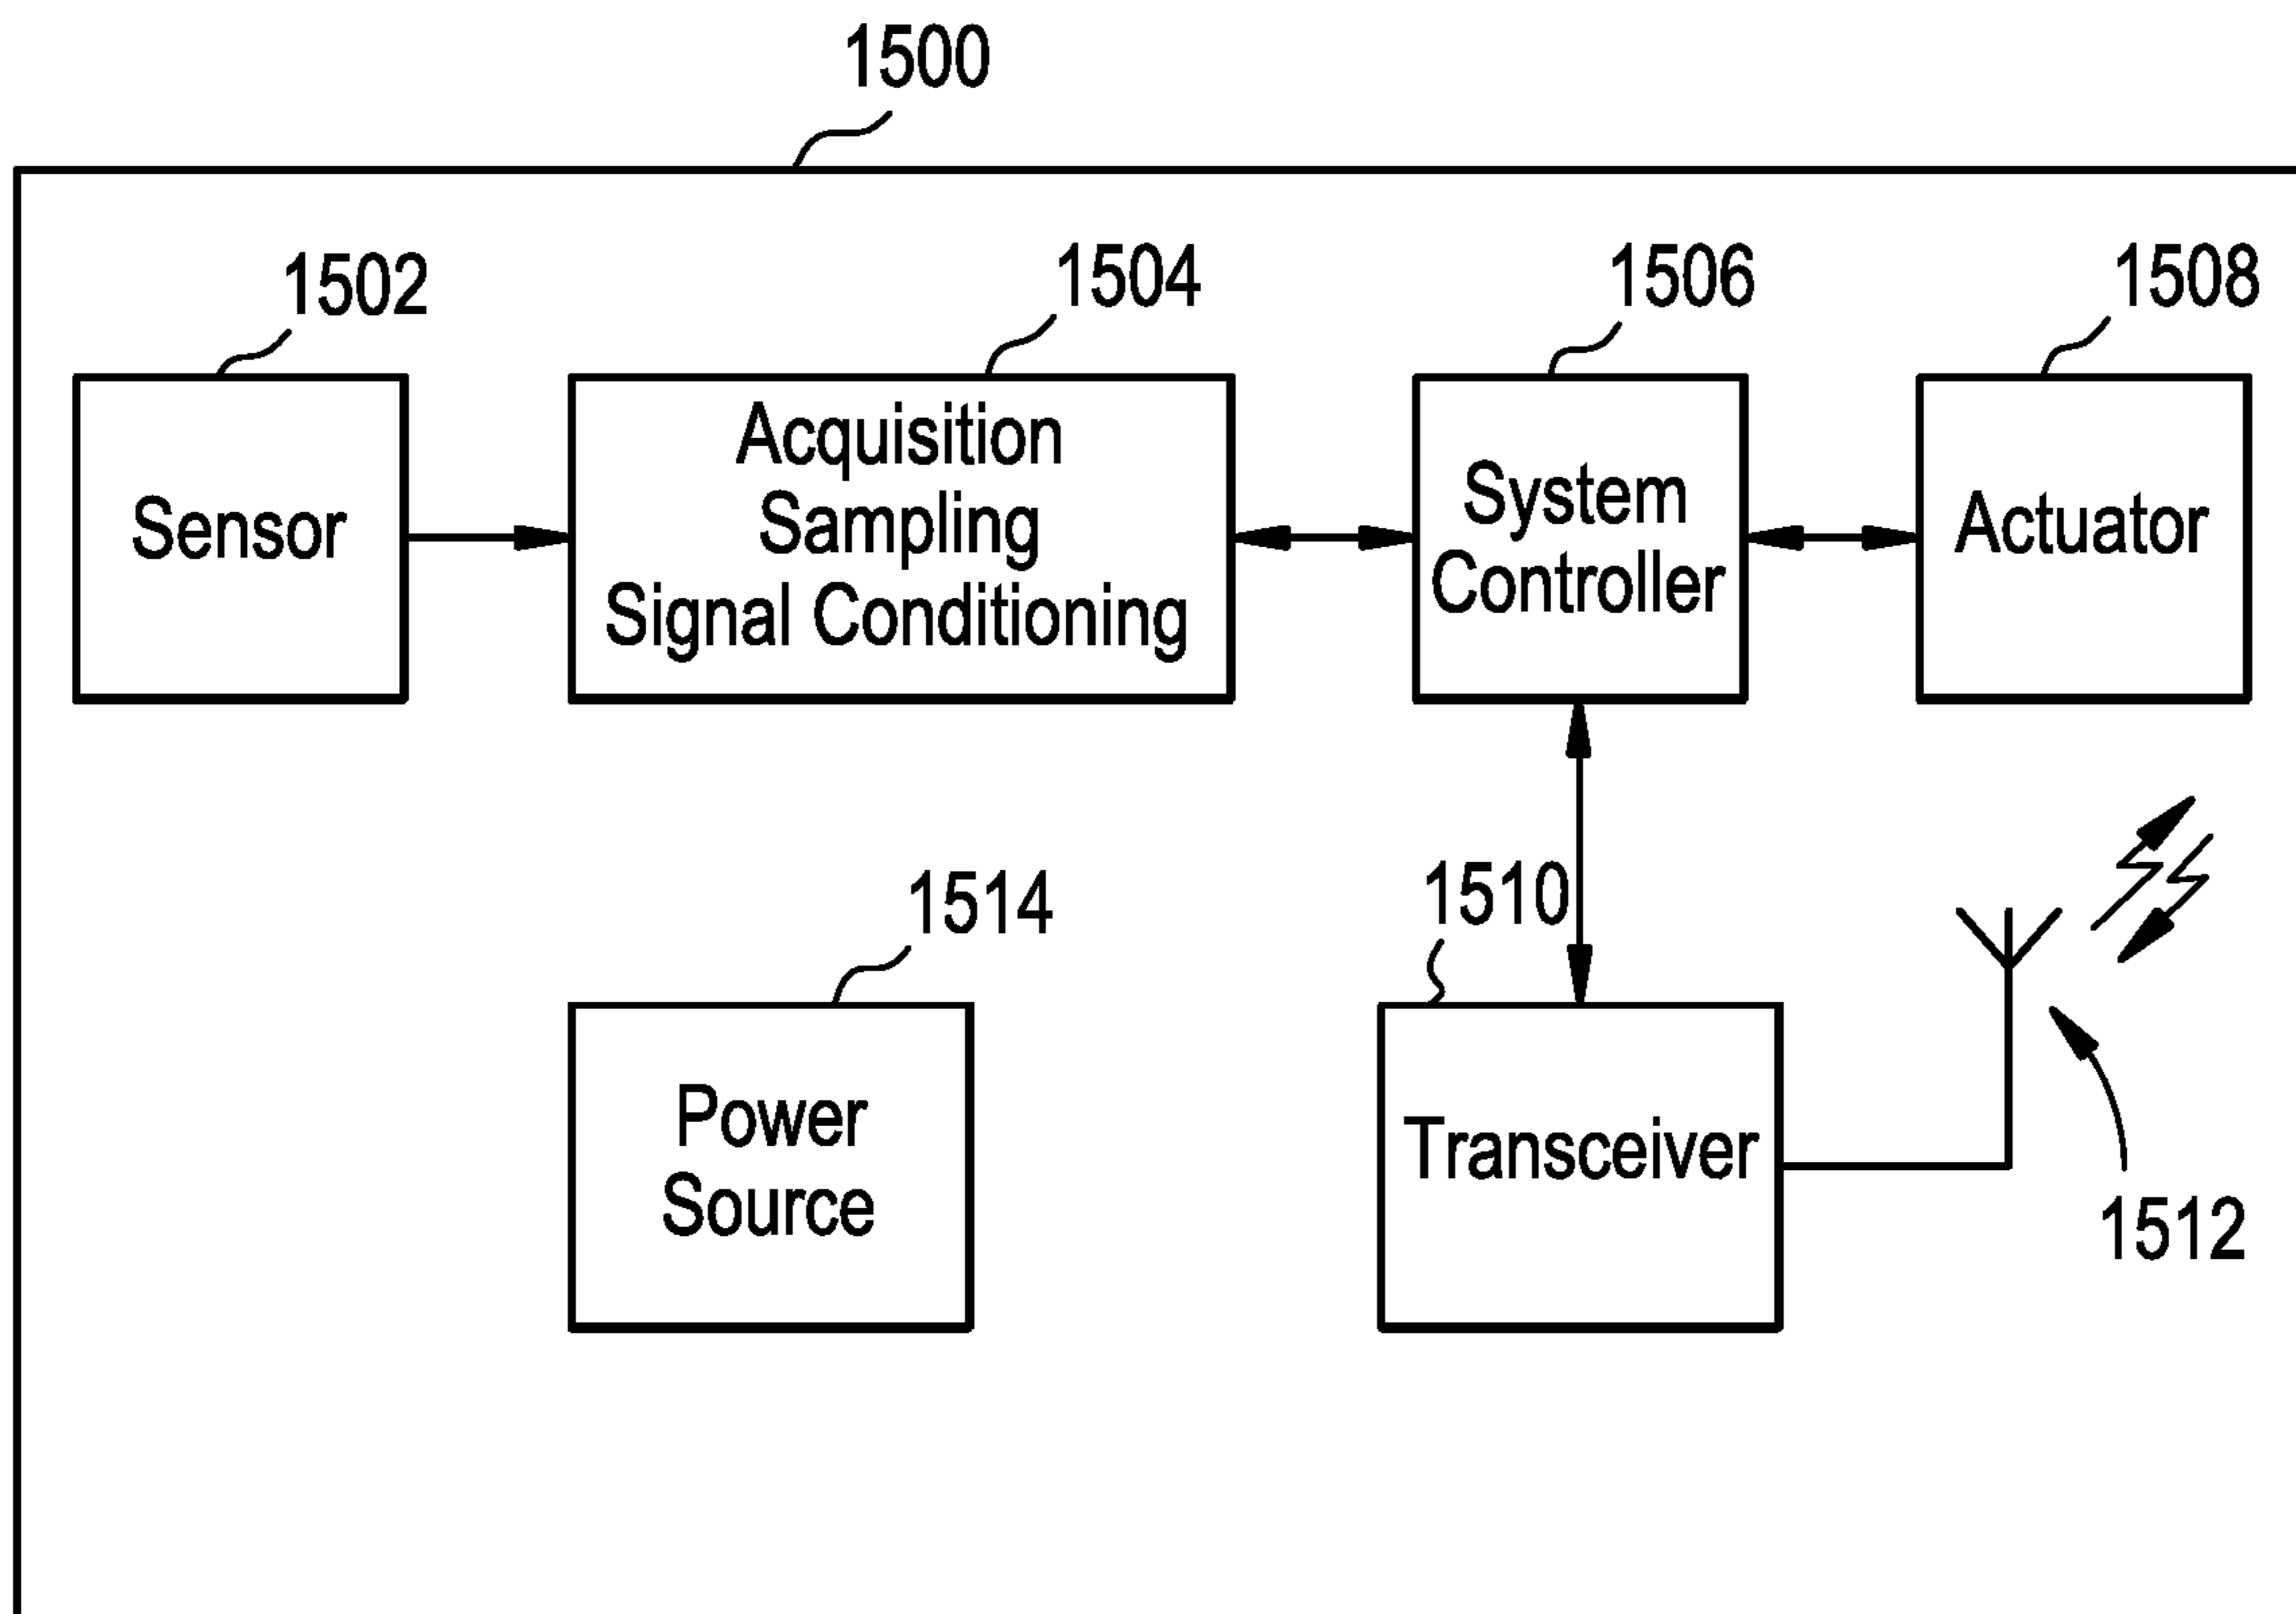 1500
1502
1504
1506
1508
Sensor
Acquisition
Sampling
Signal Conditioning
System
Controller
Actuator
1514
1510
Power
Source
Transceiver
1512